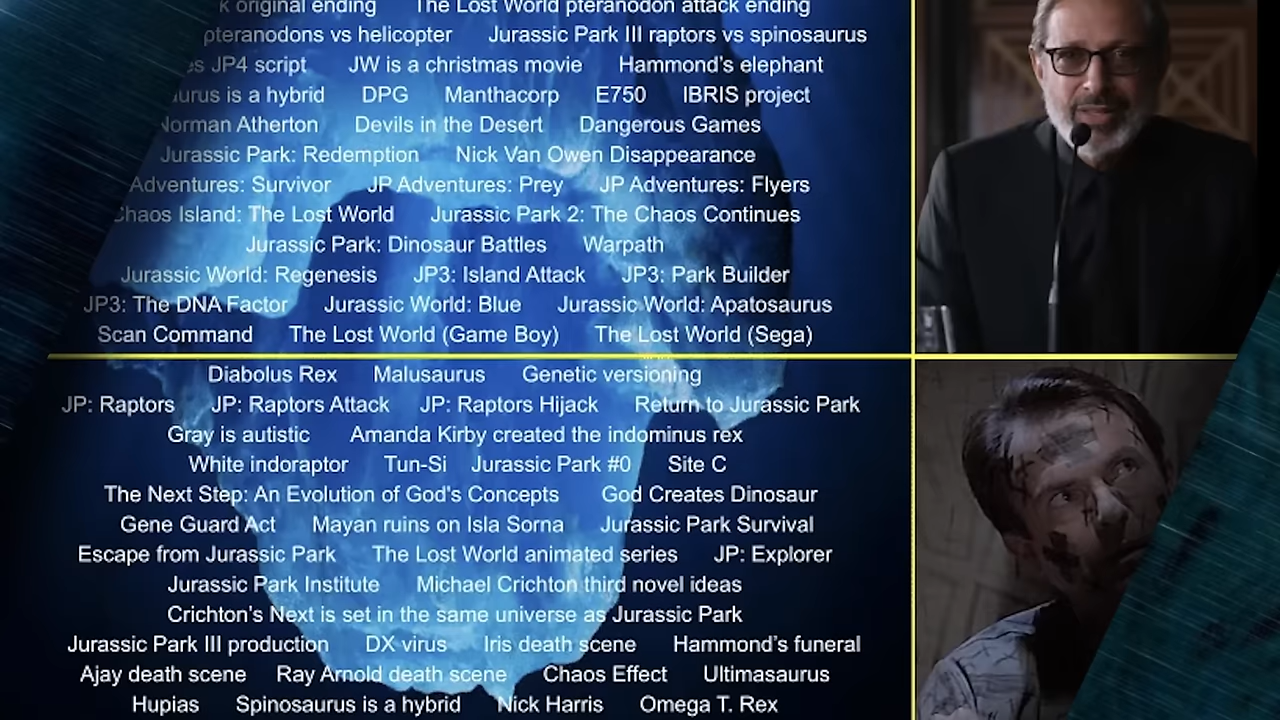 original ending The Lost World pteranodon attack ending
pteranodons vs helicopter Jurassic Park III raptors vs spinosaurus
JP4 script JW is a christmas movie Hammond’s elephant
is a hybrid DPG Manthacorp E750 IBRIS project
Norman Atherton Devils in the Desert Dangerous Games
Jurassic Park: Redemption Nick Van Owen Disappearance
Adventures: Survivor JP Adventures: Prey JP Adventures: Flyers
Chaos Island: The Lost World Jurassic Park 2: The Chaos Continues
Jurassic Park: Dinosaur Battles Warpath
Jurassic World: Regenesis JP3: Island Attack JP3: Park Builder
JP3: The DNA Factor Jurassic World: Blue Jurassic World: Apatosaurus
Scan Command The Lost World (Game Boy) The Lost World (Sega)
Diabolus Rex Malusaurus Genetic versioning
JP: Raptors JP: Raptors Attack JP: Raptors Hijack Return to Jurassic Park
Gray is autistic Amanda Kirby created the indominus rex
White indoraptor Tun-Si Jurassic Park #0 Site C
The Next Step: An Evolution of God's Concepts God Creates Dinosaur
Gene Guard Act Mayan ruins on Isla Sorna Jurassic Park Survival
Escape from Jurassic Park The Lost World animated series JP: Explorer
Jurassic Park Institute Michael Crichton third novel ideas
Crichton's Next is set in the same universe as Jurassic Park
Jurassic Park III production DX virus Iris death scene Hammond’s funeral
Ajay death scene Ray Arnold death scene Chaos Effect Ultimasaurus
Hupias Spinosaurus is a hybrid Nick Harris Omega T. Rex